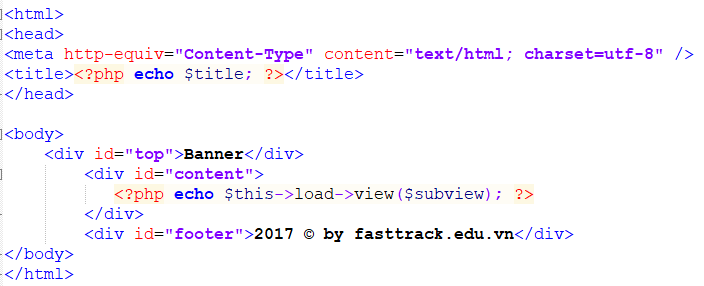 <html>
<head>
<meta http-equiv="Content-Type" content="text/html; charset=utf-8" />
<title><?php echo $title; ?></title>
</head>
<body>
<div id="top">Banner</div>
<div id="content">
<?php echo $this->load->view($subview); ?>
</div>
<div id="footer">2017 © by fasttrack.edu.vn</div>
</body>
</html>